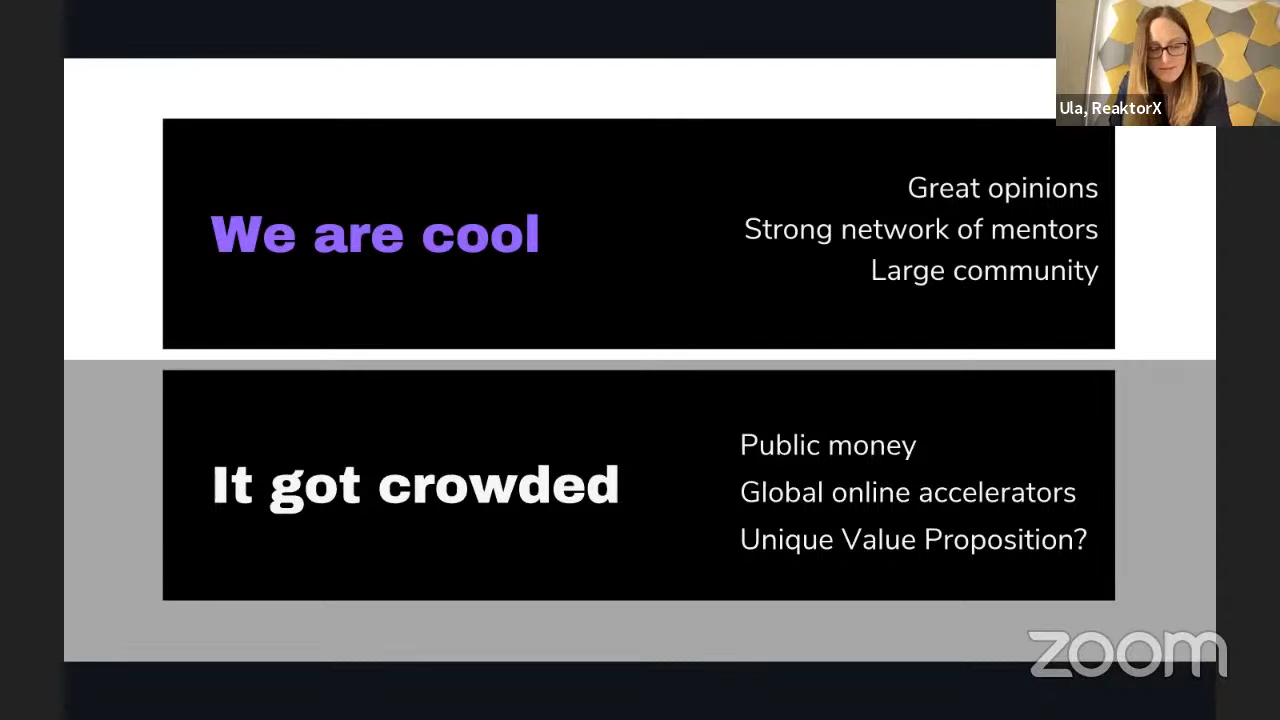 Ula, ReaktorX
We are cool
Great opinions
Strong network of mentors
Large community
It got crowded
Public money
Global online accelerators
Unique Value Proposition?
zoom